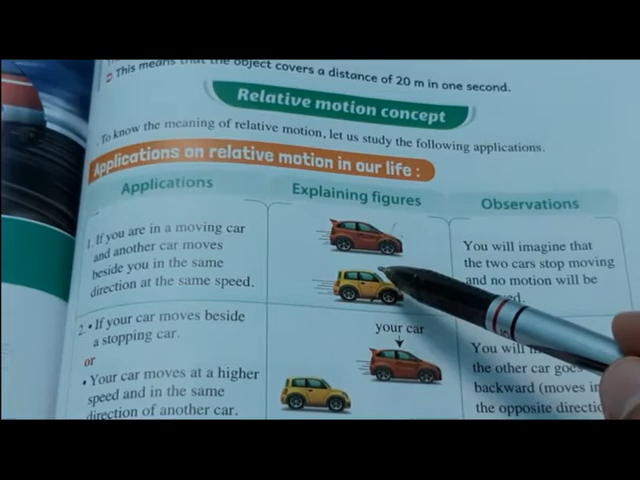 This means that the object covers a distance of 20 m in one second.
Relative motion concept
To know the meaning of relative motion, let us study the following applications.
Applications on relative motion in our life :
Applications
Explaining figures
Observations
1. If you are in a moving car
and another car moves
beside you in the same
direction at the same speed.
You will imagine that
the two cars stop moving
and no motion will be
2. • If your car moves beside
a stopping car.
or
• Your car moves at a higher
speed and in the same
direction of another car.
your car
You will
the other car goes
backward (moves in
the opposite